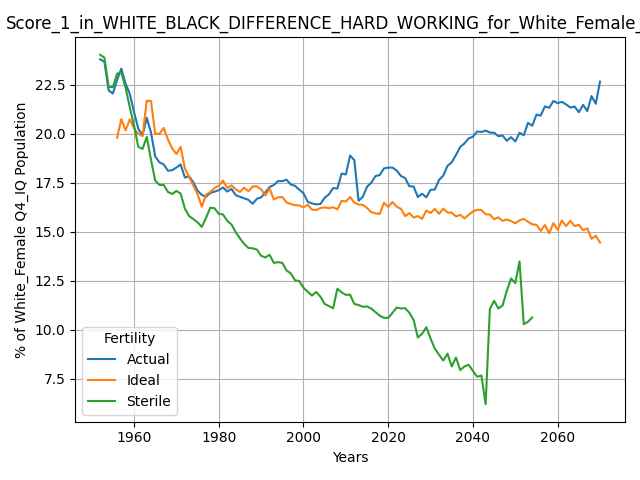 Score_1_in_WHITE_BLACK_DIFFERENCE_HARD_WORKING_for_White_Female_
% of White_Female Q4_IQ Population
22.5
20.0
17.5
15.0
12.5
10.0
7.5
Fertility
Actual
Ideal
Sterile
1960
1980
2000
2020
2040
2060
Years